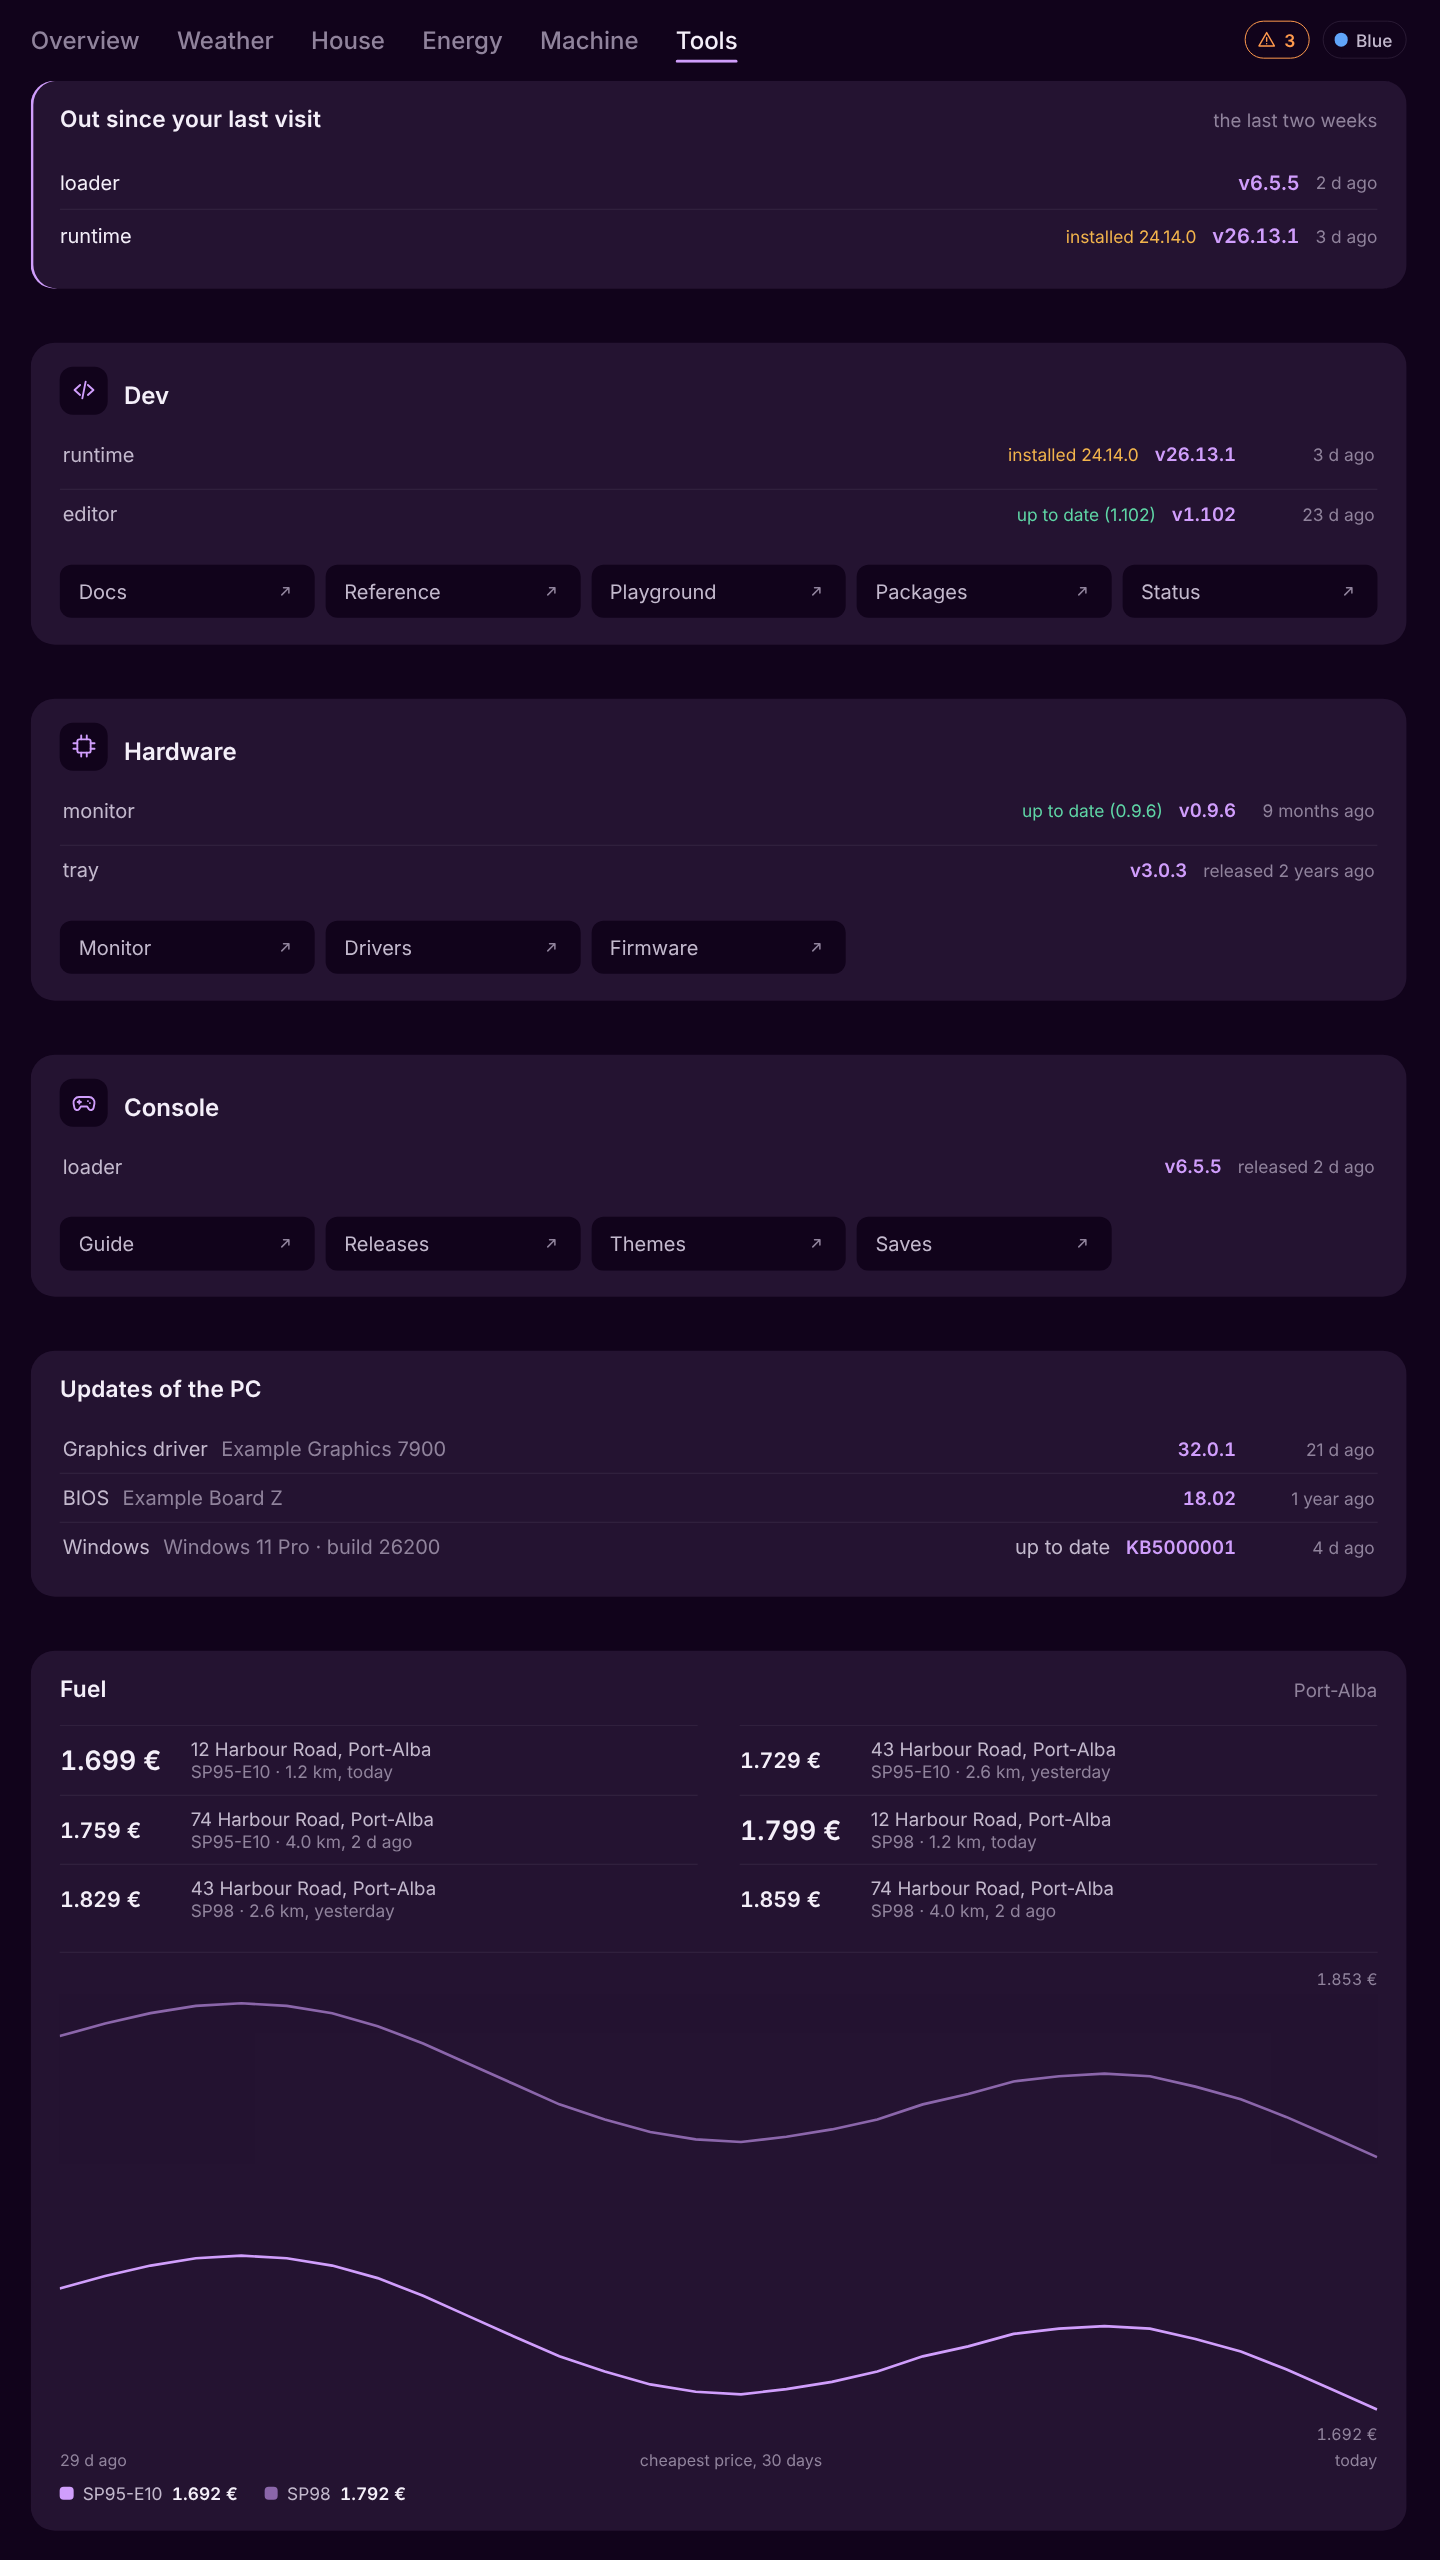 Overview Weather House Energy Machine Tools 3 Blue
Out since your last visit the last two weeks
loader v6.5.5 2 d ago
runtime installed 24.14.0 v26.13.1 3 d ago
Dev
runtime installed 24.14.0 v26.13.1 3 d ago
editor up to date (1.102) v1.102 23 d ago
Docs Reference Playground Packages Status
Hardware
monitor up to date (0.9.6) v0.9.6 9 months ago
tray v3.0.3 released 2 years ago
Monitor Drivers Firmware
Console
loader v6.5.5 released 2 d ago
Guide Releases Themes Saves
Updates of the PC
Graphics driver Example Graphics 7900 32.0.1 21 d ago
BIOS Example Board Z 18.02 1 year ago
Windows Windows 11 Pro · build 26200 up to date KB5000001 4 d ago
Fuel Port-Alba
1.699 € 12 Harbour Road, Port-Alba
SP95-E10 · 1.2 km, today
1.729 € 43 Harbour Road, Port-Alba
SP95-E10 · 2.6 km, yesterday
1.759 € 74 Harbour Road, Port-Alba
SP95-E10 · 4.0 km, 2 d ago
1.799 € 12 Harbour Road, Port-Alba
SP98 · 1.2 km, today
1.829 € 43 Harbour Road, Port-Alba
SP98 · 2.6 km, yesterday
1.859 € 74 Harbour Road, Port-Alba
SP98 · 4.0 km, 2 d ago
1.853 €
1.692 €
29 d ago cheapest price, 30 days today
SP95-E10 1.692 € SP98 1.792 €